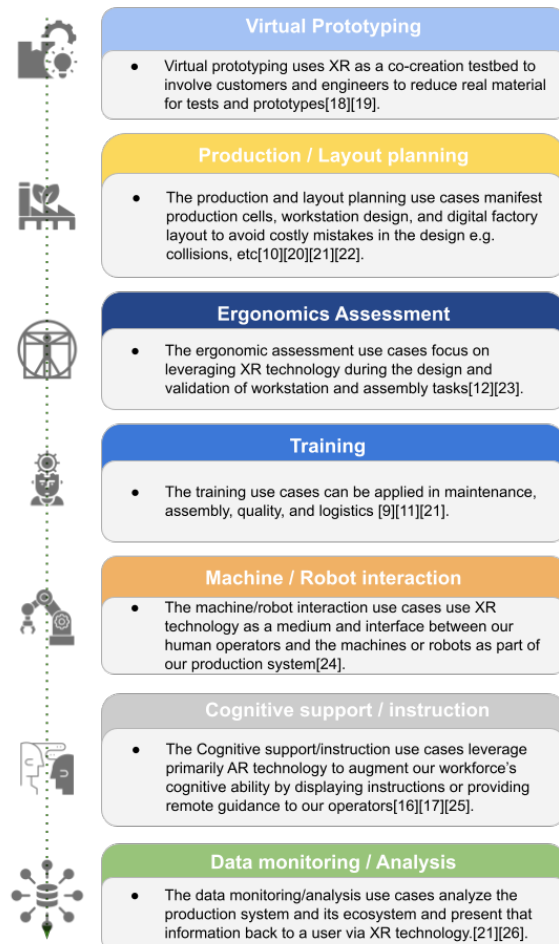 Virtual Prototyping
● Virtual prototyping uses XR as a co-creation testbed to
involve customers and engineers to reduce real material
for tests and prototypes[18][19].
Production / Layout planning
● The production and layout planning use cases manifest
production cells, workstation design, and digital factory
layout to avoid costly mistakes in the design e.g.
collisions, etc[10][20][21][22].
Ergonomics Assessment
● The ergonomic assessment use cases focus on
leveraging XR technology during the design and
validation of workstation and assembly tasks[12][23].
Training
● The training use cases can be applied in maintenance,
assembly, quality, and logistics [9][11][21].
Machine / Robot interaction
● The machine/robot interaction use cases use XR
technology as a medium and interface between our
human operators and the machines or robots as part of
our production system[24].
Cognitive support / instruction
● The Cognitive support/instruction use cases leverage
primarily AR technology to augment our workforce's
cognitive ability by displaying instructions or providing
remote guidance to our operators[16][17][25].
Data monitoring / Analysis
● The data monitoring/analysis use cases analyze the
production system and its ecosystem and present that
information back to a user via XR technology.[21][26].